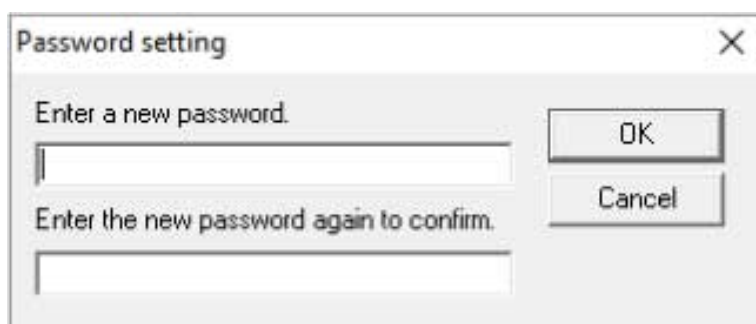 Password setting
Enter a new password.
OK
Cancel
Enter the new password again to confirm.